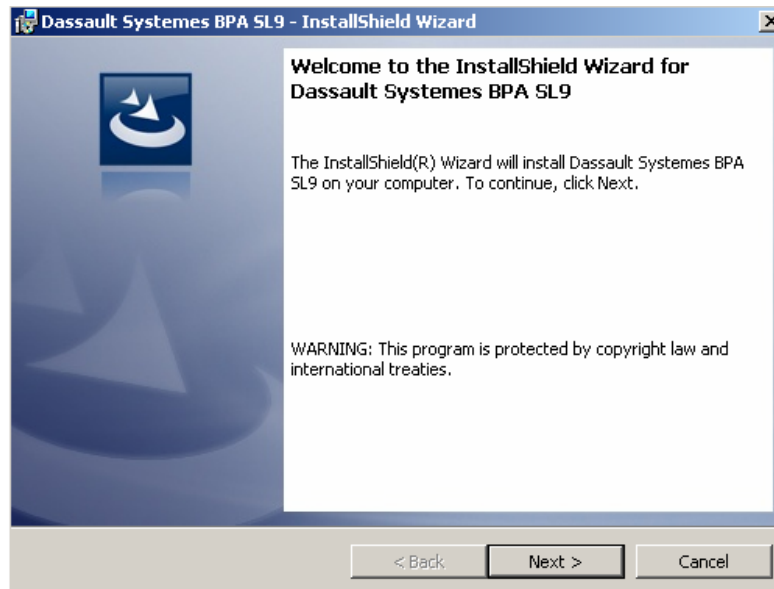 Dassault Systemes BPA SL9 - InstallShield Wizard
Welcome to the InstallShield Wizard for
Dassault Systemes BPA SL9
The InstallShield(R) Wizard will install Dassault Systemes BPA
SL9 on your computer. To continue, click Next.
WARNING: This program is protected by copyright law and
international treaties.
< Back
Next >
Cancel